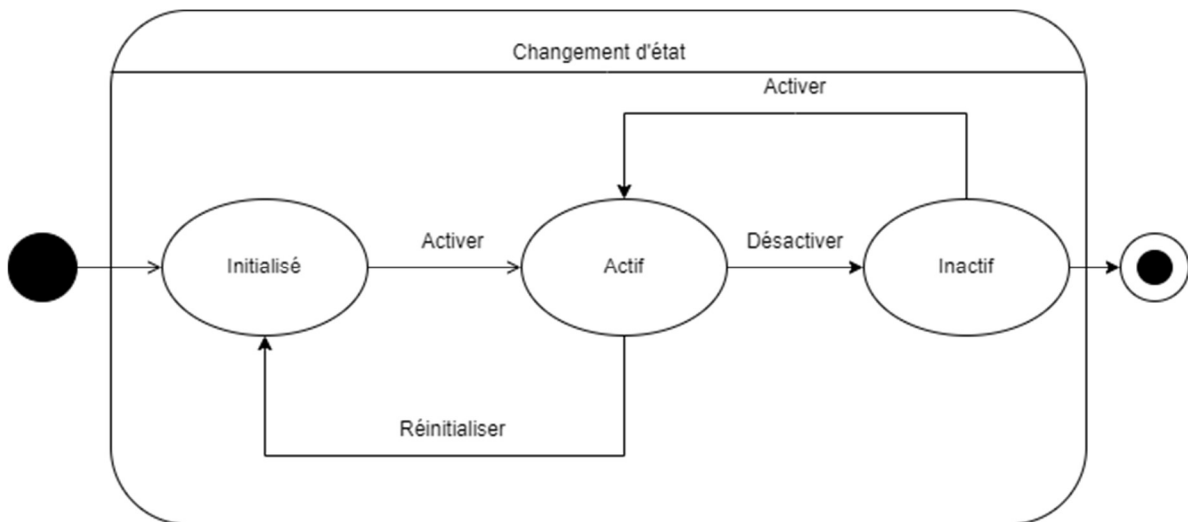 Changement d'état
Activer
Activer
Désactiver
Initialisé
Actif
Inactif
Réinitialiser